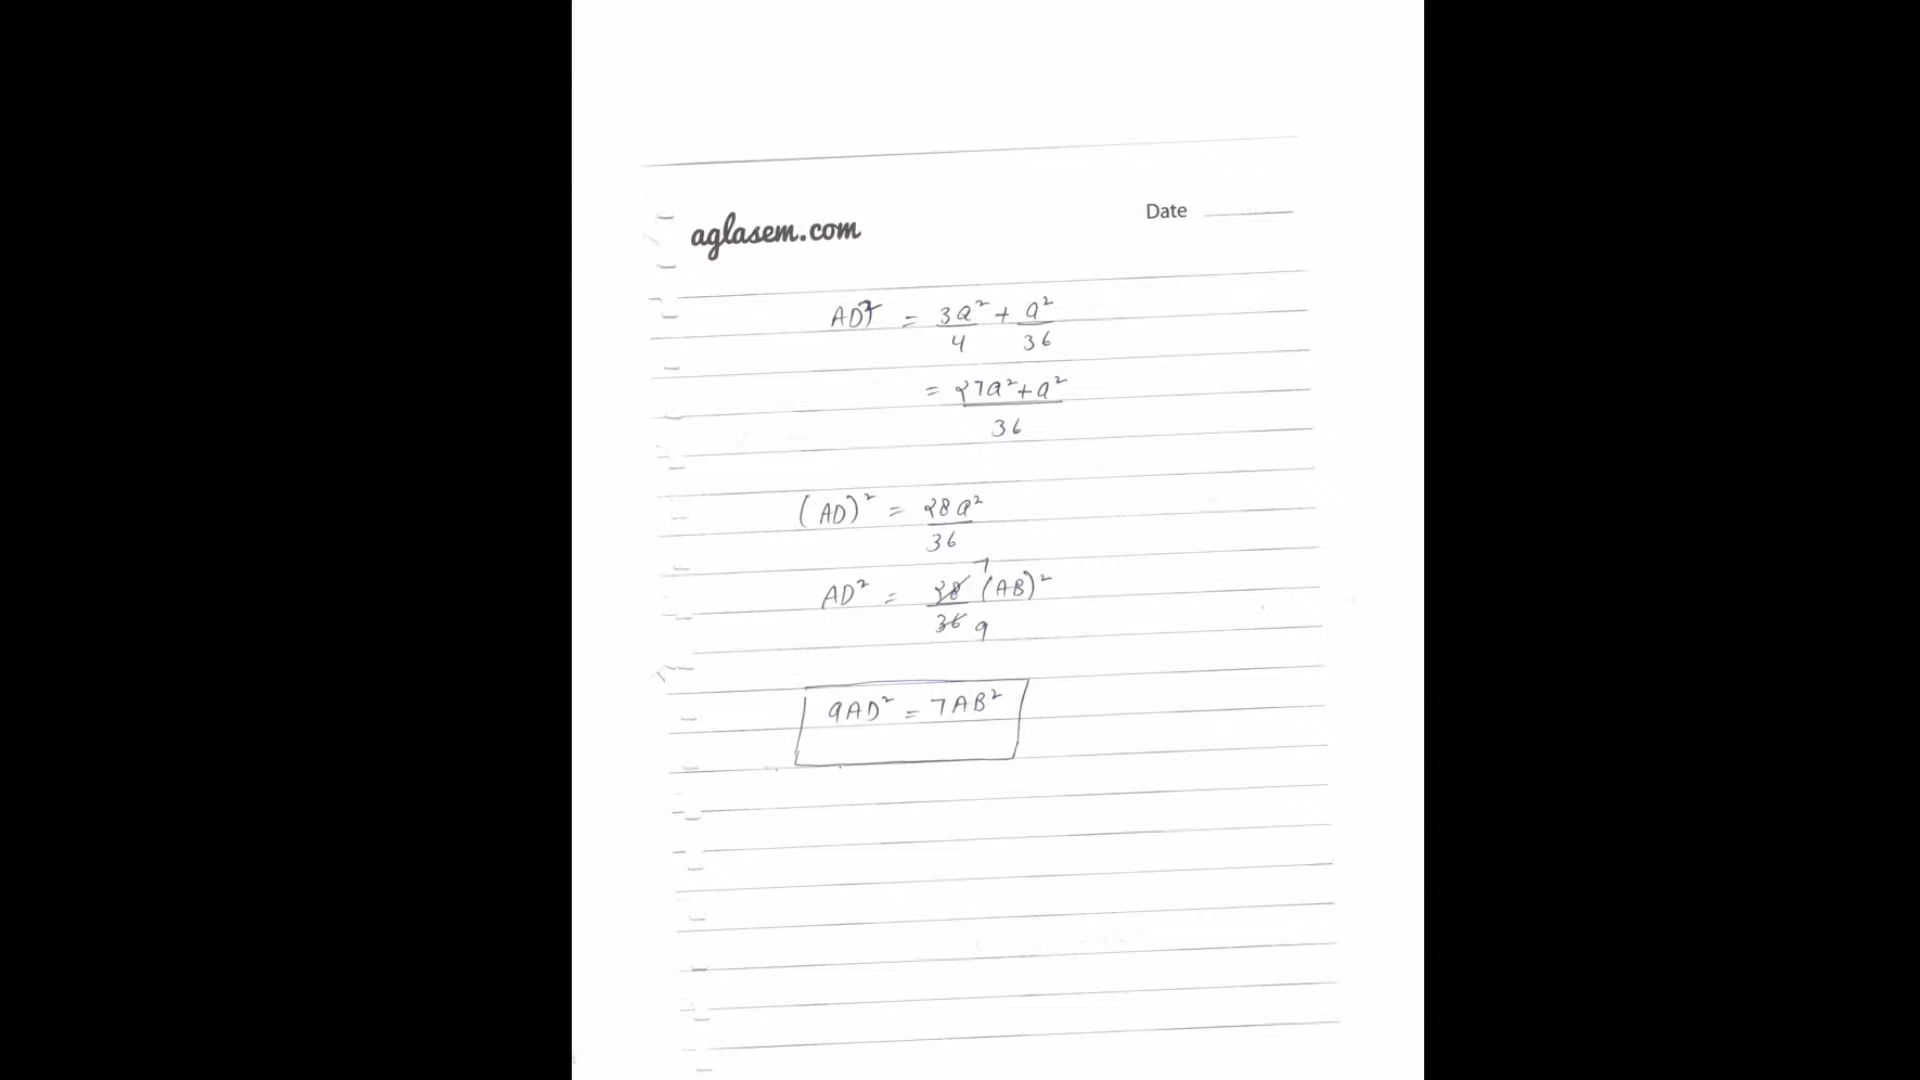 aglasem.com
Date
AD² = 3a²/4 + a²/36
= 27a²+a²/36
(AD)² = 28a²/36
AD² = 28/36 7/9 (AB)²
9AD² = 7AB²